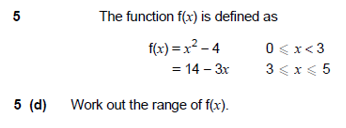 5 The function f(x) is defined as
f(x) = x² – 4 0 ⩽ x < 3
= 14 – 3x 3 ⩽ x ⩽ 5
5 (d) Work out the range of f(x).